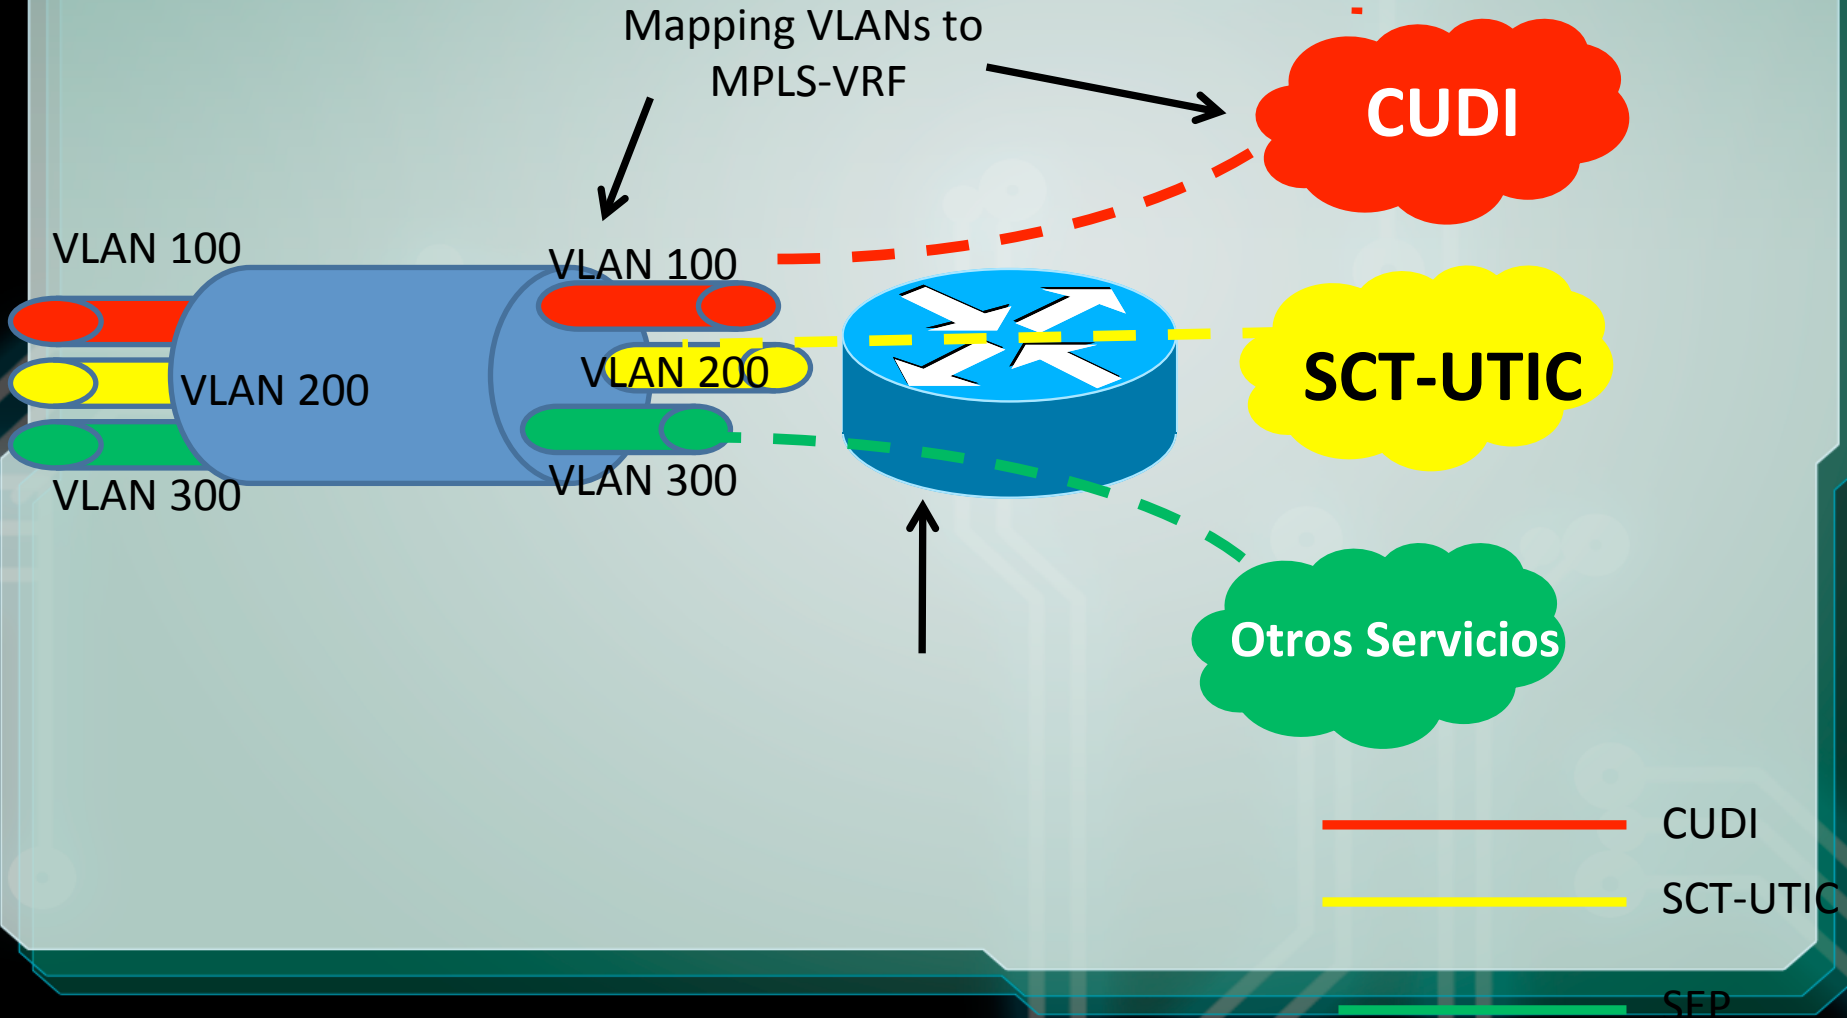 Mapping VLANs to
MPLS-VRF
CUDI
VLAN 100
VLAN 100
SCT-UTIC
VLAN 200
VLAN 200
VLAN 300
VLAN 300
Otros Servicios
CUDI
SCT-UTIC
SEP